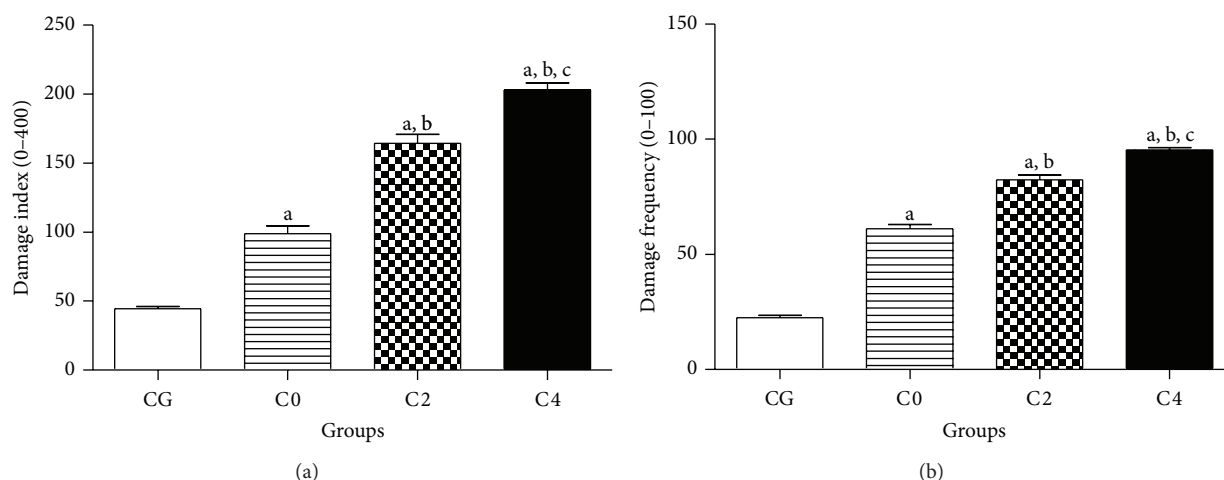 Damage index (0–400)
250
200
150
100
50
0
a
a, b
a, b, c
CG
C0
C2
C4
Groups
(a)
Damage frequency (0–100)
150
100
50
0
a
a, b
a, b, c
CG
C0
C2
C4
Groups
(b)